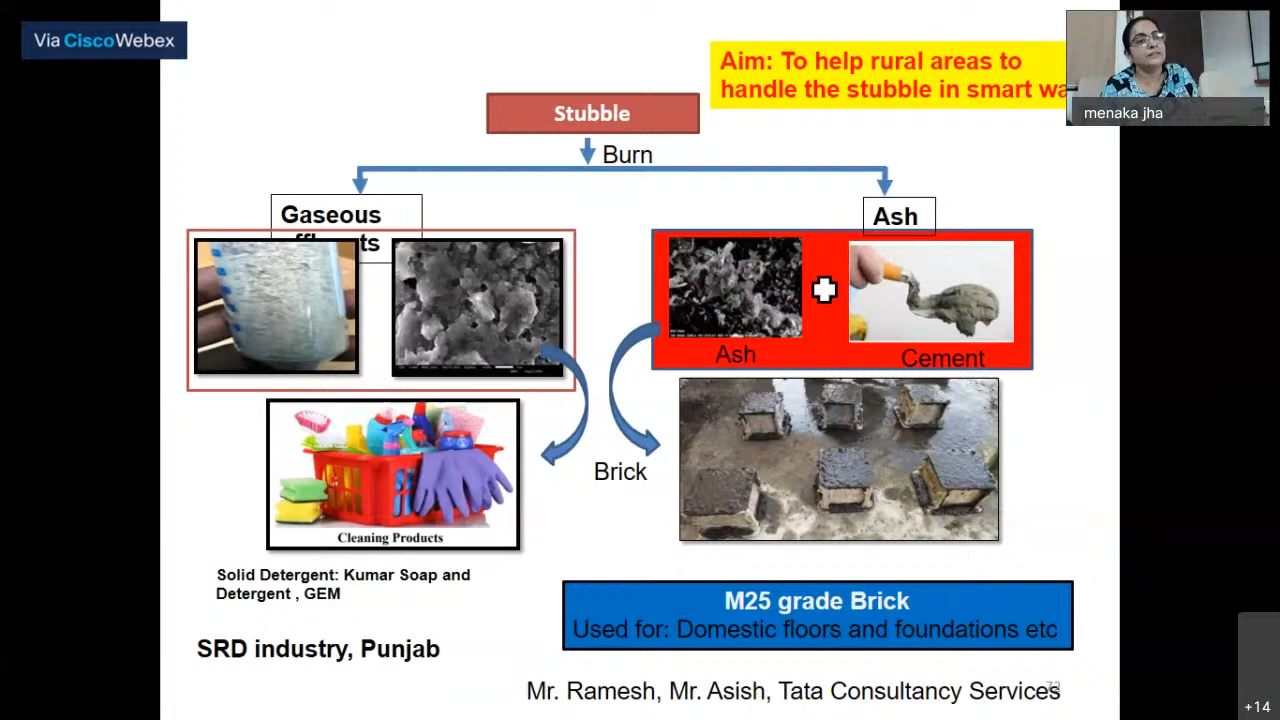 Via CiscoWebex
Aim: To help rural areas to
handle the stubble in smart wa
menaka jha
Stubble
Burn
Gaseous
Ash
Ash
Cement
Brick
Cleaning Products
Solid Detergent: Kumar Soap and
Detergent , GEM
M25 grade Brick
Used for: Domestic floors and foundations etc
SRD industry, Punjab
Mr. Ramesh, Mr. Asish, Tata Consultancy Services
+14